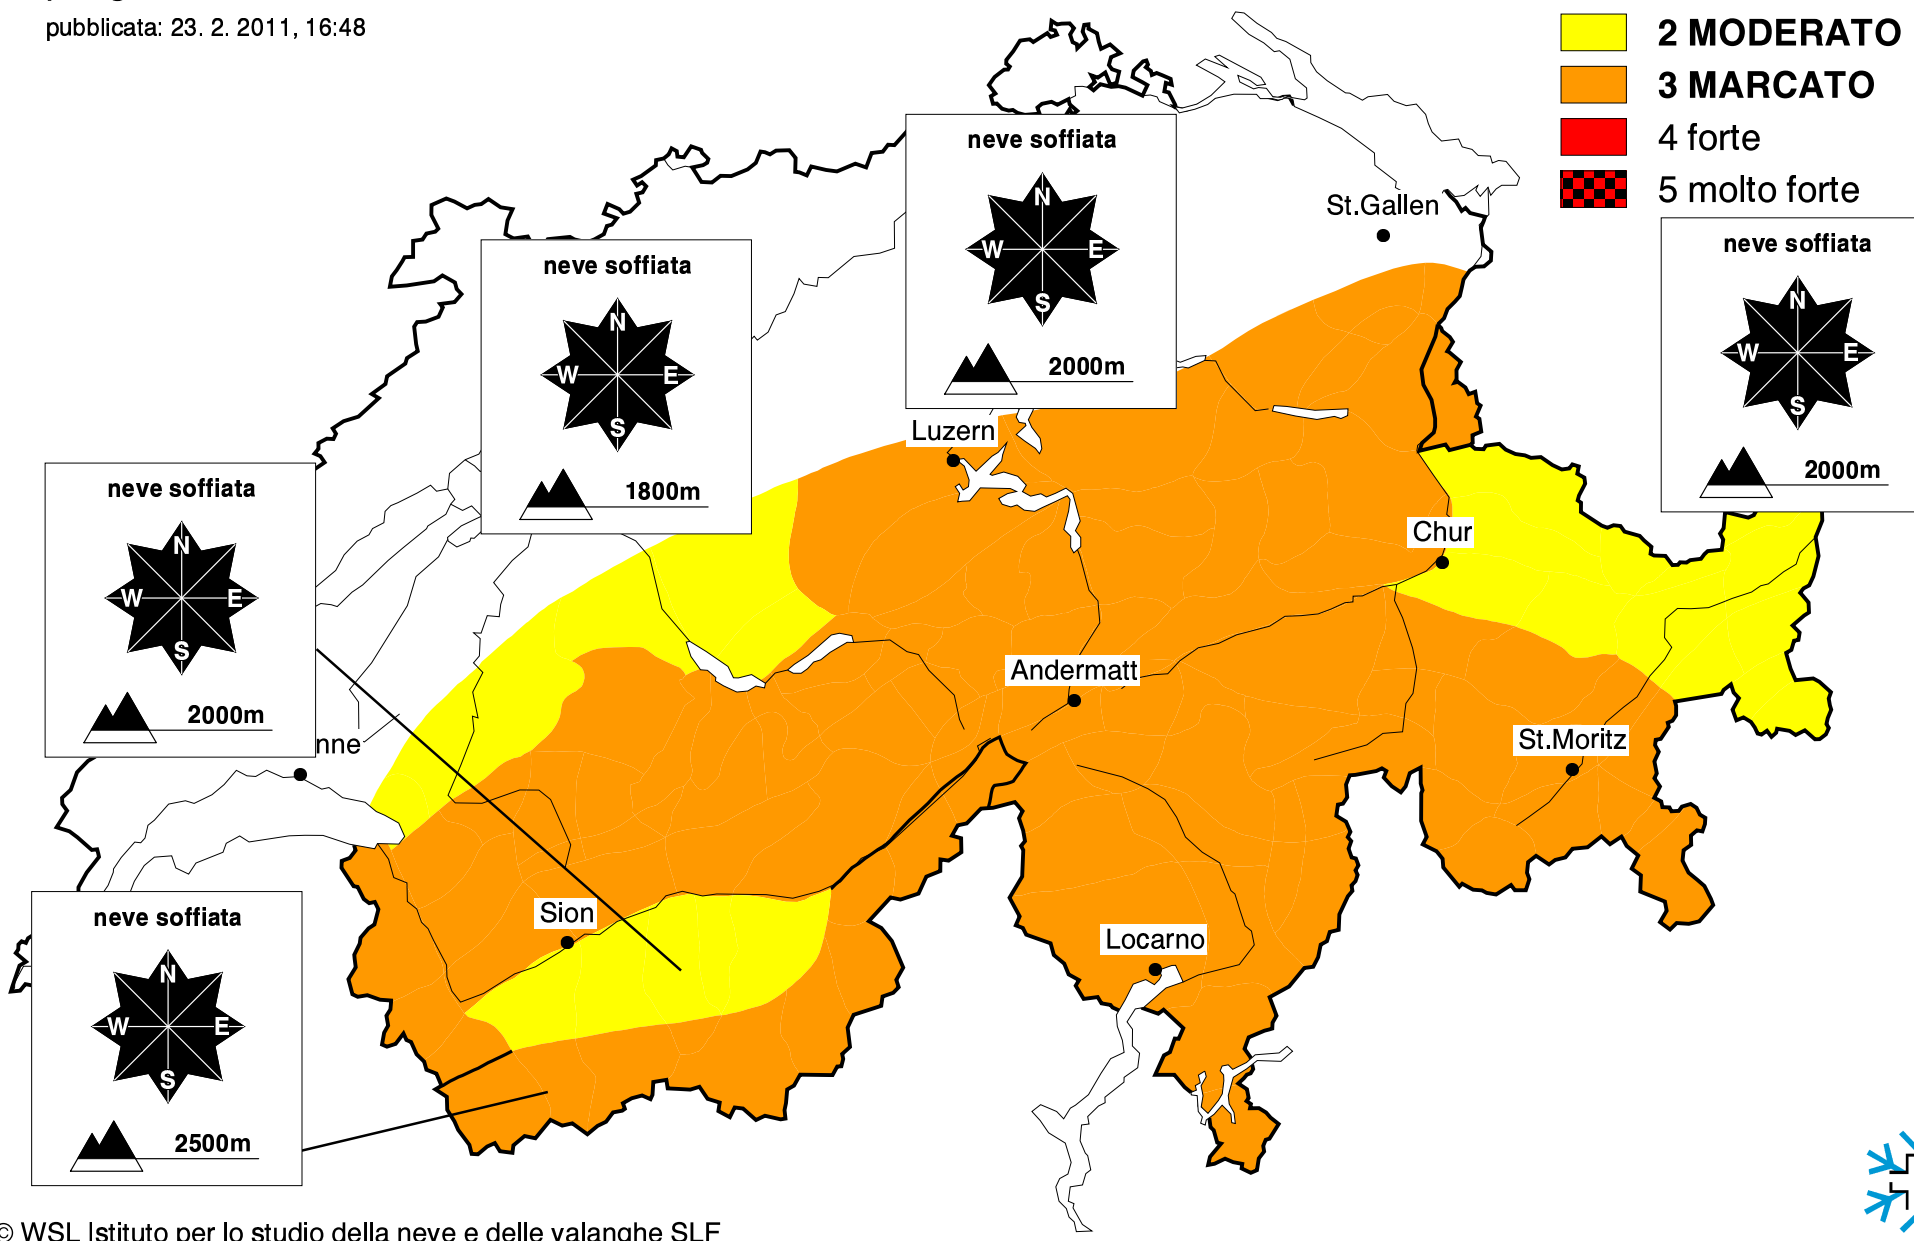 pubblicata: 23. 2. 2011, 16:48
2 MODERATO
3 MARCATO
4 forte
5 molto forte
neve soffiata
N
W E
S
2000m
St.Gallen
neve soffiata
N
W E
S
2000m
neve soffiata
N
W E
S
1800m
Luzern
neve soffiata
N
W E
S
2000m
Chur
Andermatt
nne
St.Moritz
Sion
Locarno
neve soffiata
N
W E
S
2500m
© WSL Istituto per lo studio della neve e delle valanghe SLF